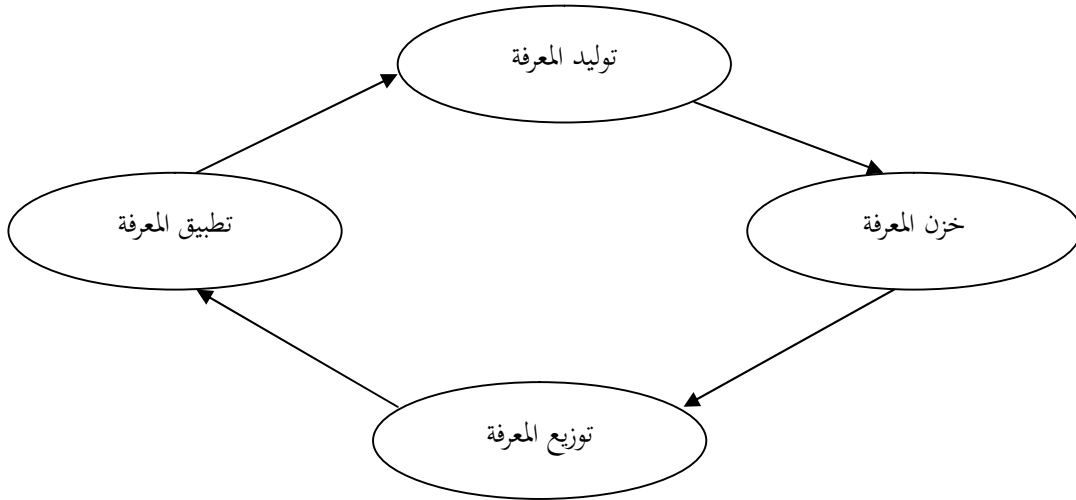 توليد المعرفة
خزن المعرفة
تطبيق المعرفة
توزيع المعرفة